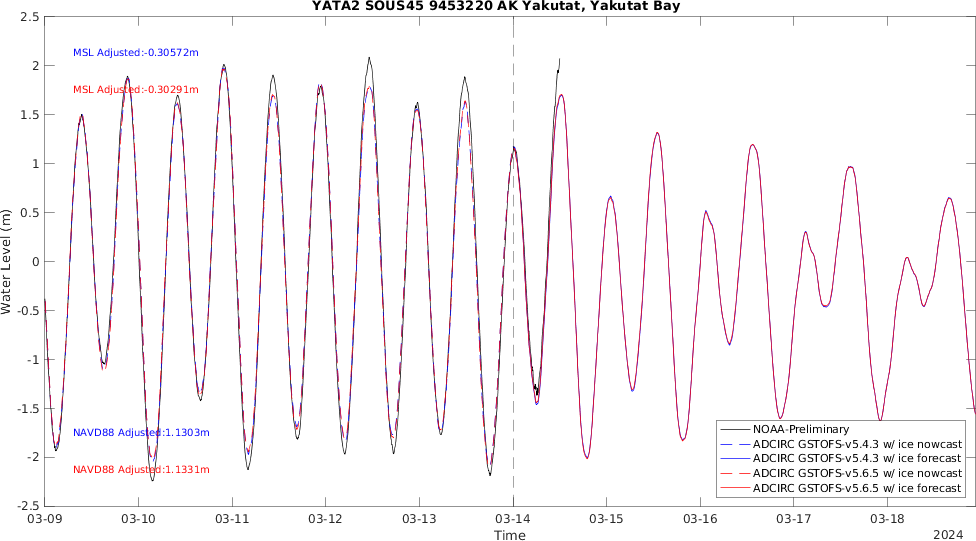 YATA2 SOUS45 9453220 AK Yakutat, Yakutat Bay
2.5
2
1.5
1
0.5
0
-0.5
-1
-1.5
-2
-2.5
Water Level (m)
MSL Adjusted:-0.30572m
MSL Adjusted:-0.30291m
NAVD88 Adjusted:1.1303m
NAVD88 Adjusted:1.1331m
NOAA-Preliminary
ADCIRC GSTOFS-v5.4.3 w/ ice nowcast
ADCIRC GSTOFS-v5.4.3 w/ ice forecast
ADCIRC GSTOFS-v5.6.5 w/ ice nowcast
ADCIRC GSTOFS-v5.6.5 w/ ice forecast
03-09 03-10 03-11 03-12 03-13 03-14 03-15 03-16 03-17 03-18
Time
2024